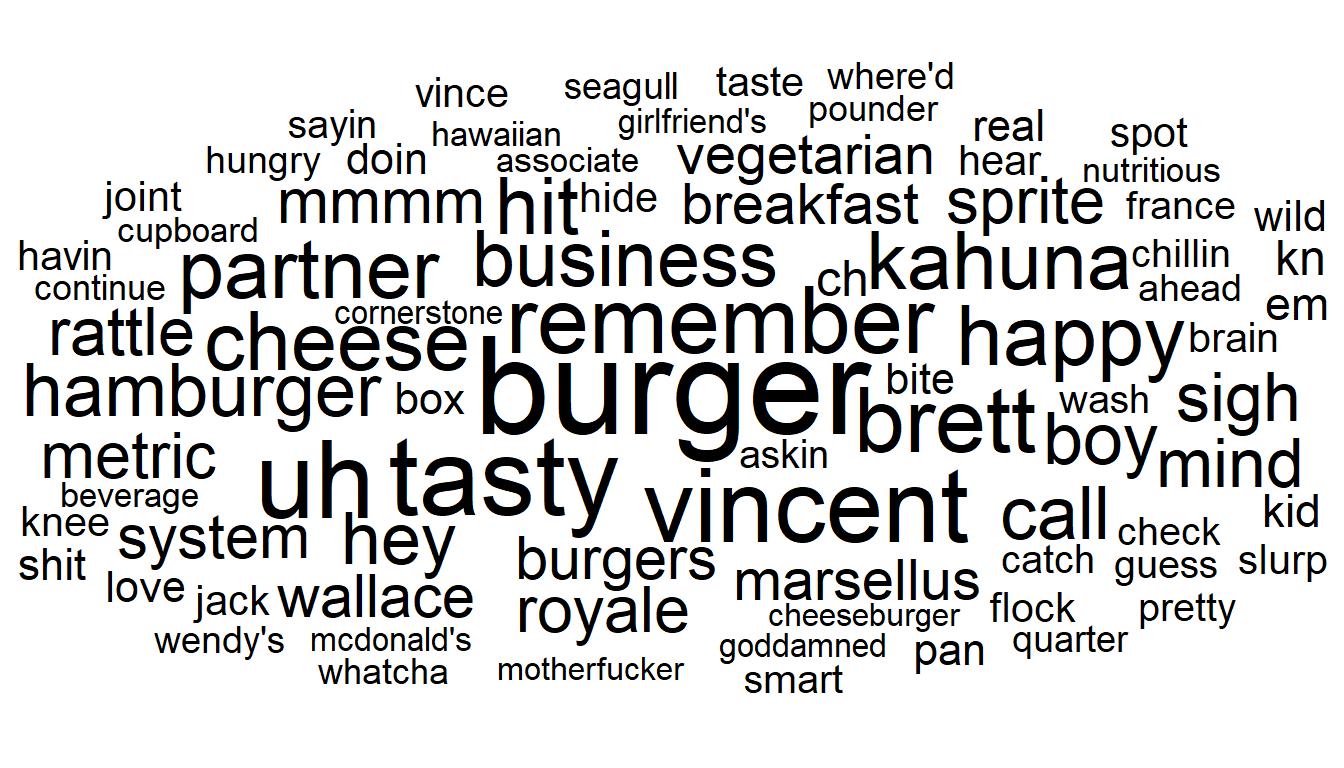 vince seagull taste where'd
sayin hawaiian girlfriend's pounder real spot
hungry doin associate vegetarian hear nutritious
joint mmmm hit hide breakfast sprite france wild
cupboard
havin partner business ch kahuna chillin kn
continue cornerstone remember ahead em
rattle cheese happy brain
hamburger box burger bite wash sigh
metric uh tasty brett boy mind
beverage askin
knee system hey vincent call check kid
shit burgers catch guess slurp
love jack wallace royale marsellus flock pretty
wendy's mcdonald's cheeseburger quarter
whatcha motherfucker goddamned pan
smart